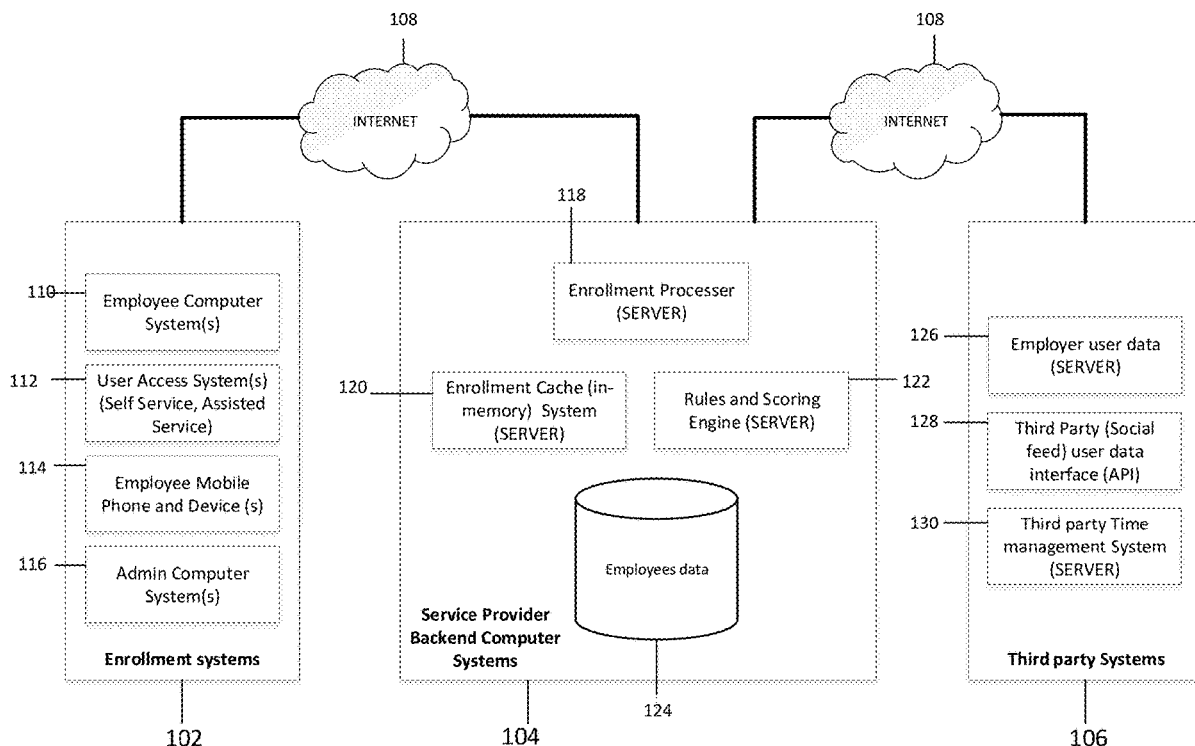 108
108
INTERNET
INTERNET
118
110
Employee Computer
System(s)
112
User Access System(s)
(Self Service, Assisted
Service)
114
Employee Mobile
Phone and Device (s)
116
Admin Computer
System(s)
Enrollment systems
102
Enrollment Processer
(SERVER)
120
Enrollment Cache (in-
memory) System
(SERVER)
122
Rules and Scoring
Engine (SERVER)
Employees data
Service Provider
Backend Computer
Systems
124
104
126
Employer user data
(SERVER)
128
Third Party (Social
feed) user data
interface (API)
130
Third party Time
management System
(SERVER)
Third party Systems
106